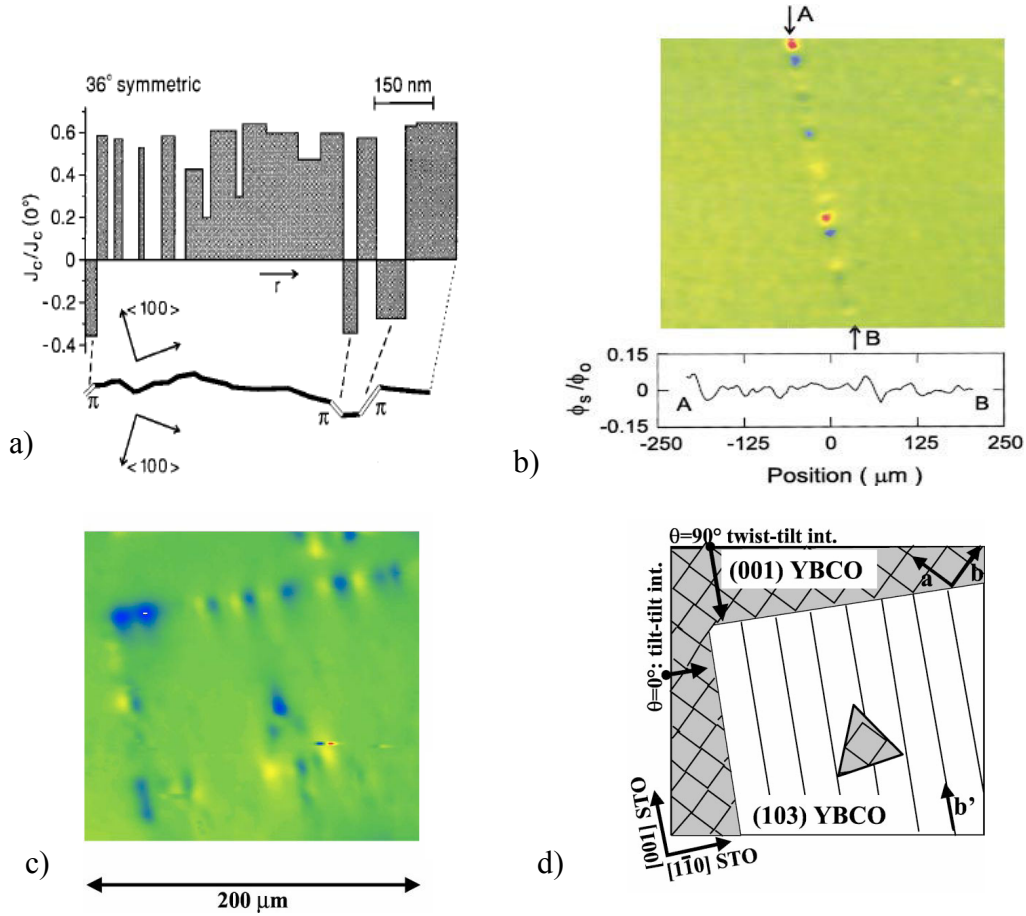 a)
36° symmetric
150 nm
0.6
0.4
0.2
0
-0.2
-0.4
J_c/J_c (0°)
r
<100>
π
π
π
<100>
b)
A
B
0.15
0
-0.15
ϕ_s/ϕ_0
A
B
-250
-125
0
125
250
Position ( μm )
c)
200 μm
d)
θ=90° twist-tilt int.
(001) YBCO
a
b
θ=0°: tilt-tilt int.
(103) YBCO
b'
[001] STO
[11̄0] STO